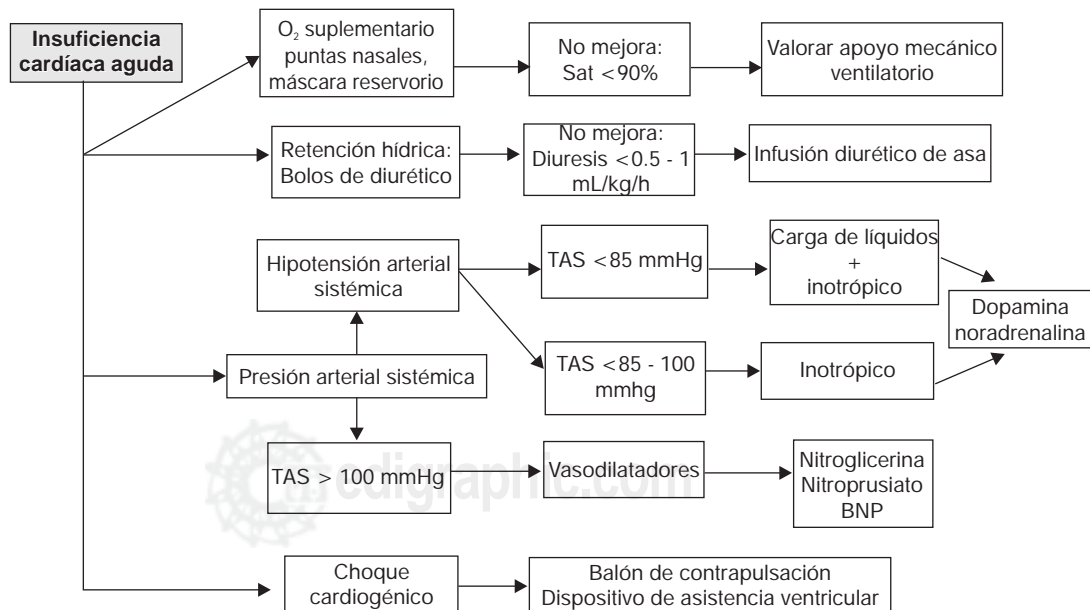 Insuficiencia
cardíaca aguda
O₂ suplementario
puntas nasales,
máscara reservorio
No mejora:
Sat <90%
Valorar apoyo mecánico
ventilatorio
Retención hídrica:
Bolos de diurético
No mejora:
Diuresis <0.5 - 1
mL/kg/h
Infusión diurético de asa
Hipotensión arterial
sistémica
TAS <85 mmHg
Carga de líquidos
+
inotrópico
Dopamina
noradrenalina
TAS <85 - 100
mmhg
Inotrópico
Presión arterial sistémica
TAS > 100 mmHg
Vasodilatadores
Nitroglicerina
Nitroprusiato
BNP
Choque
cardiogénico
Balón de contrapulsación
Dispositivo de asistencia ventricular